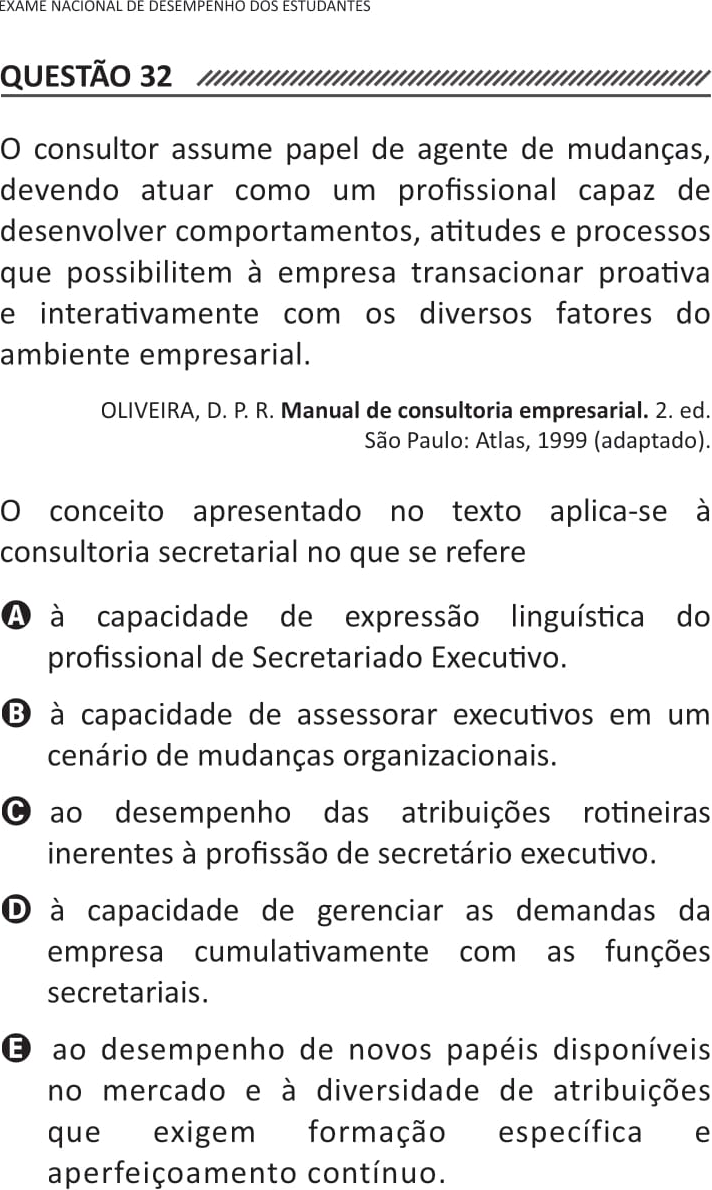 EXAME NACIONAL DE DESEMPENHO DOS ESTUDANTES
QUESTÃO 32
O consultor assume papel de agente de mudanças,
devendo atuar como um profissional capaz de
desenvolver comportamentos, atitudes e processos
que possibilitem à empresa transacionar proativa
e interativamente com os diversos fatores do
ambiente empresarial.
OLIVEIRA, D. P. R. Manual de consultoria empresarial. 2. ed.
São Paulo: Atlas, 1999 (adaptado).
O conceito apresentado no texto aplica-se à
consultoria secretarial no que se refere
A à capacidade de expressão linguística do
profissional de Secretariado Executivo.
B à capacidade de assessorar executivos em um
cenário de mudanças organizacionais.
C ao desempenho das atribuições rotineiras
inerentes à profissão de secretário executivo.
D à capacidade de gerenciar as demandas da
empresa cumulativamente com as funções
secretariais.
E ao desempenho de novos papéis disponíveis
no mercado e à diversidade de atribuições
que exigem formação específica e
aperfeiçoamento contínuo.